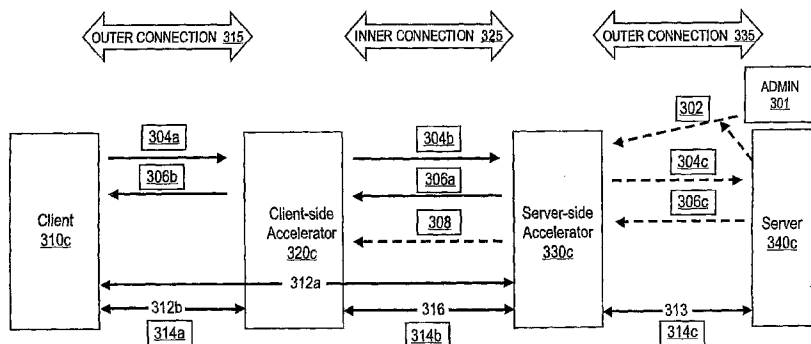 OUTER CONNECTION 315
INNER CONNECTION 325
OUTER CONNECTION 335
ADMIN
301
302
304a
304b
304c
306b
306a
306c
308
Client
310c
Client-side
Accelerator
320c
Server-side
Accelerator
330c
Server
340c
312a
312b
316
313
314a
314b
314c